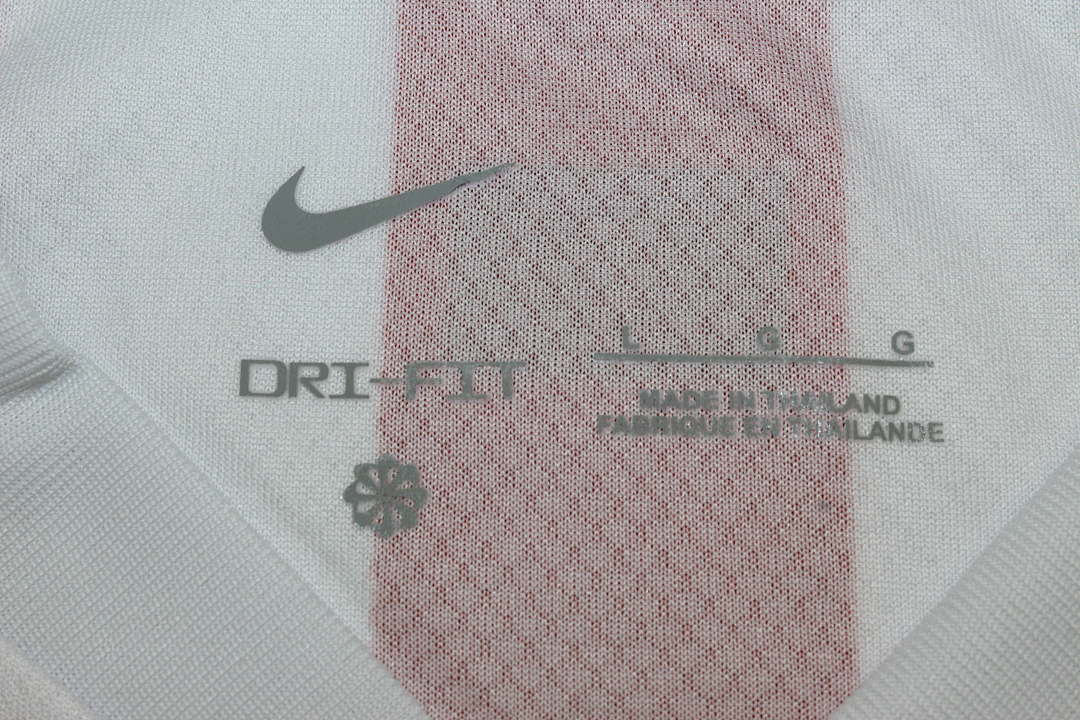 DRI-FIT
L G G
MADE IN THAILAND
FABRIQUE EN THAILANDE